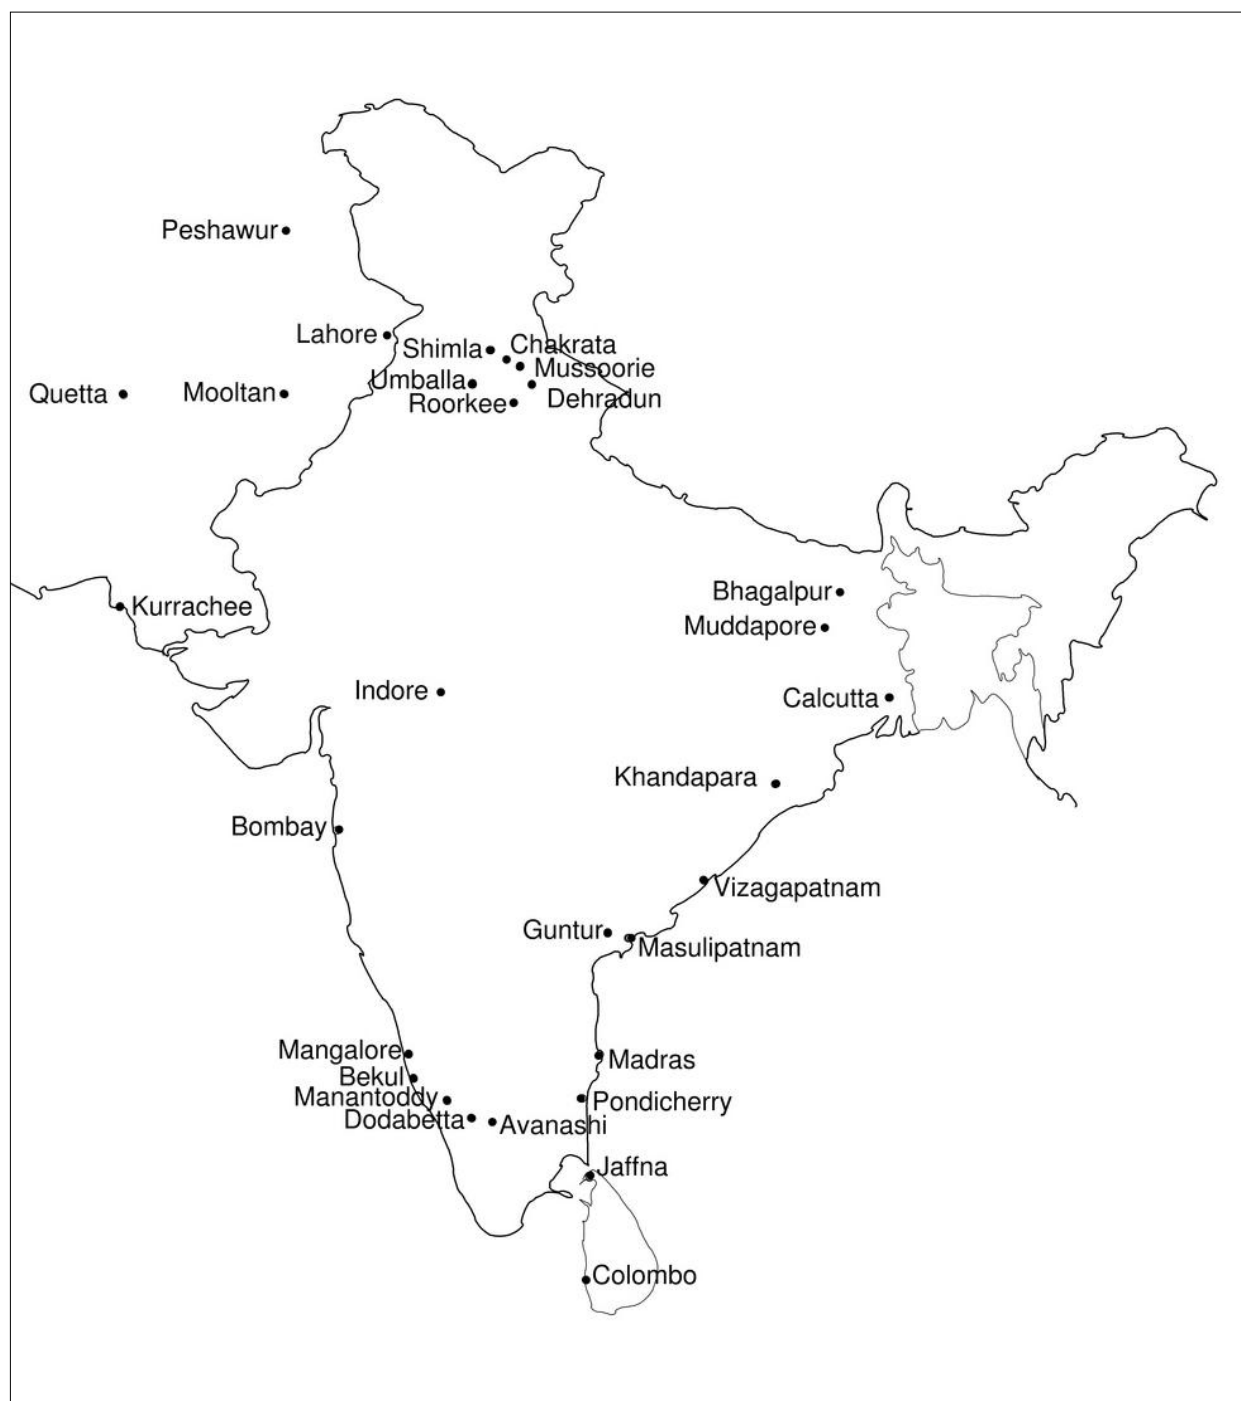 Peshawur
Lahore
Shimla
Chakrata
Mussoorie
Umballa
Dehradun
Roorkee
Quetta
Mooltan
Bhagalpur
Kurrachee
Muddapore
Indore
Calcutta
Khandapara
Bombay
Vizagapatnam
Guntur
Masulipatnam
Mangalore
Madras
Bekul
Manantoddy
Pondicherry
Dodabetta
Avanashi
Jaffna
Colombo